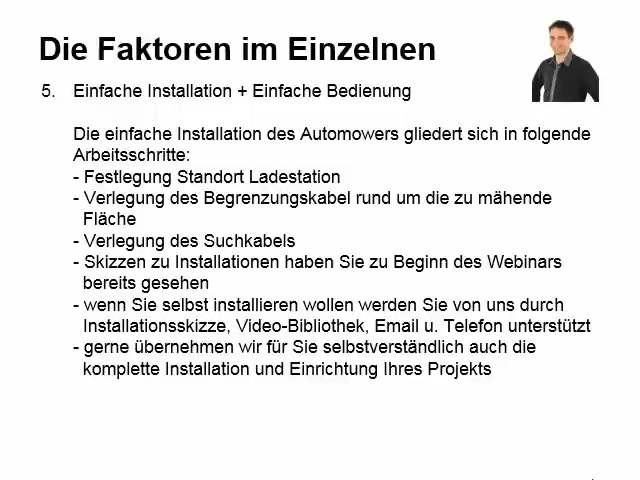 Die Faktoren im Einzelnen
5. Einfache Installation + Einfache Bedienung
Die einfache Installation des Automowers gliedert sich in folgende
Arbeitsschritte:
- Festlegung Standort Ladestation
- Verlegung des Begrenzungskabel rund um die zu mähende
Fläche
- Verlegung des Suchkabels
- Skizzen zu Installationen haben Sie zu Beginn des Webinars
bereits gesehen
- wenn Sie selbst installieren wollen werden Sie von uns durch
Installationsskizze, Video-Bibliothek, Email u. Telefon unterstützt
- gerne übernehmen wir für Sie selbstverständlich auch die
komplette Installation und Einrichtung Ihres Projekts